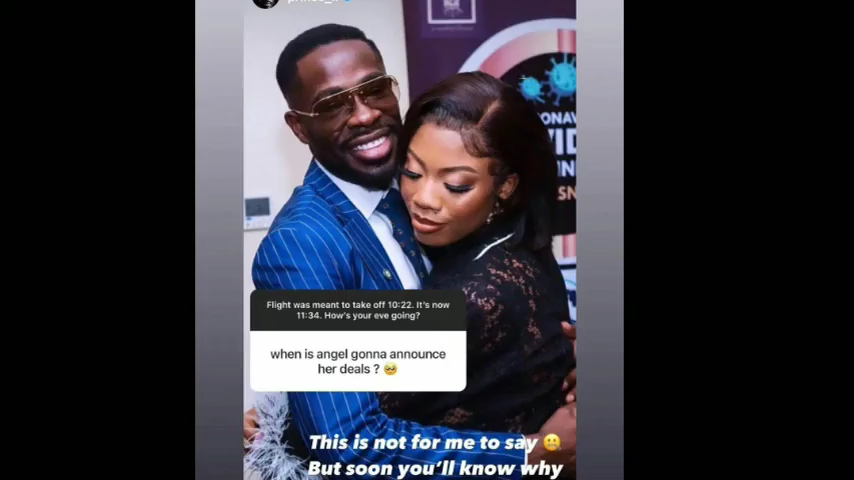 Flight was meant to take off 10:22. It's now
11:34. How's your eve going?
when is angel gonna announce
her deals ? 🥺
This is not for me to say 😬
But soon you'll know why